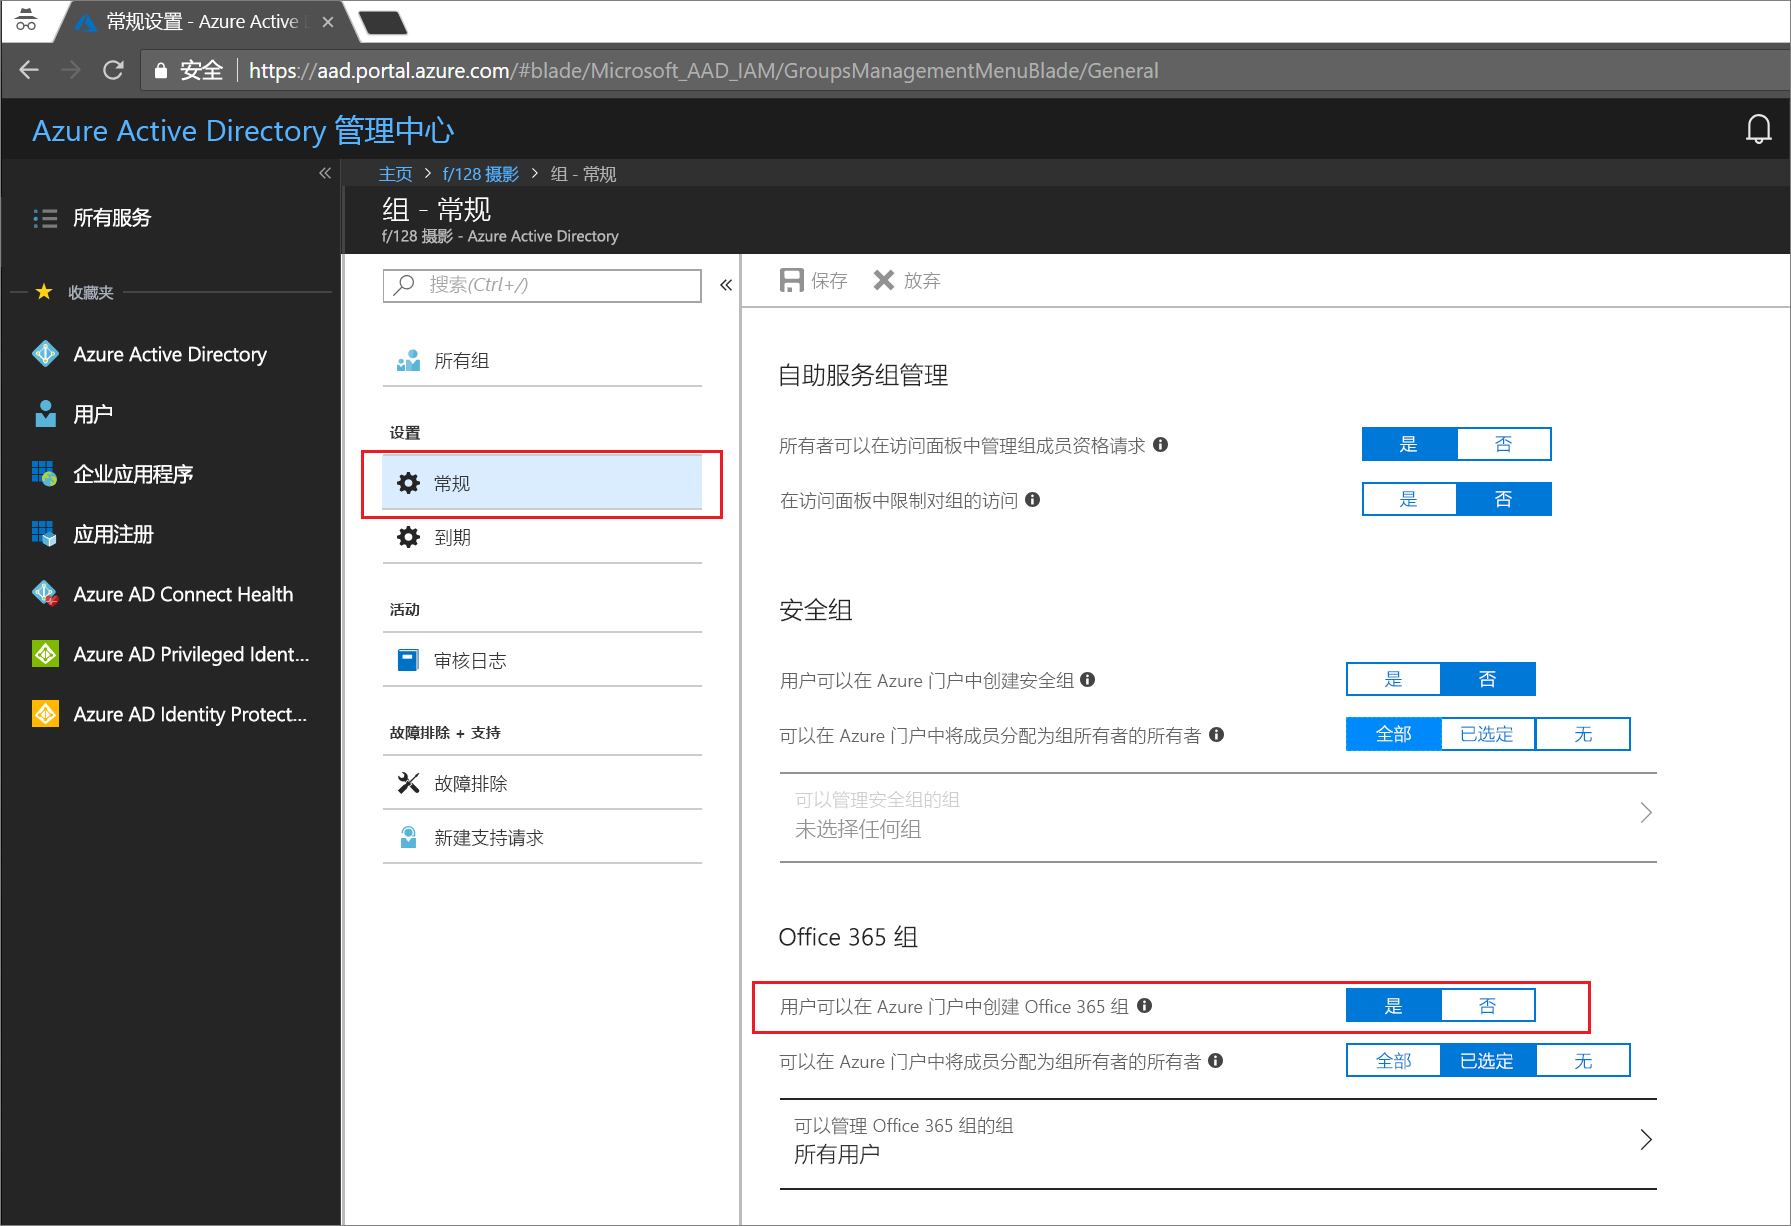 常规设置 - Azure Active
安全 https://aad.portal.azure.com/#blade/Microsoft_AAD_IAM/GroupsManagementMenuBlade/General
Azure Active Directory 管理中心
所有服务
收藏夹
Azure Active Directory
用户
企业应用程序
应用注册
Azure AD Connect Health
Azure AD Privileged Ident...
Azure AD Identity Protect...
主页 > f/128 摄影 > 组 - 常规
组 - 常规
f/128 摄影 - Azure Active Directory
搜索(Ctrl+/)
所有组
设置
常规
到期
活动
审核日志
故障排除 + 支持
故障排除
新建支持请求
保存 放弃
自助服务组管理
所有者可以在访问面板中管理组成员资格请求 是 否
在访问面板中限制对组的访问 是 否
安全组
用户可以在 Azure 门户中创建安全组 是 否
可以在 Azure 门户中将成员分配为组所有者的所有者 全部 已选定 无
可以管理安全组的组
未选择任何组
Office 365 组
用户可以在 Azure 门户中创建 Office 365 组 是 否
可以在 Azure 门户中将成员分配为组所有者的所有者 全部 已选定 无
可以管理 Office 365 组的组
所有用户